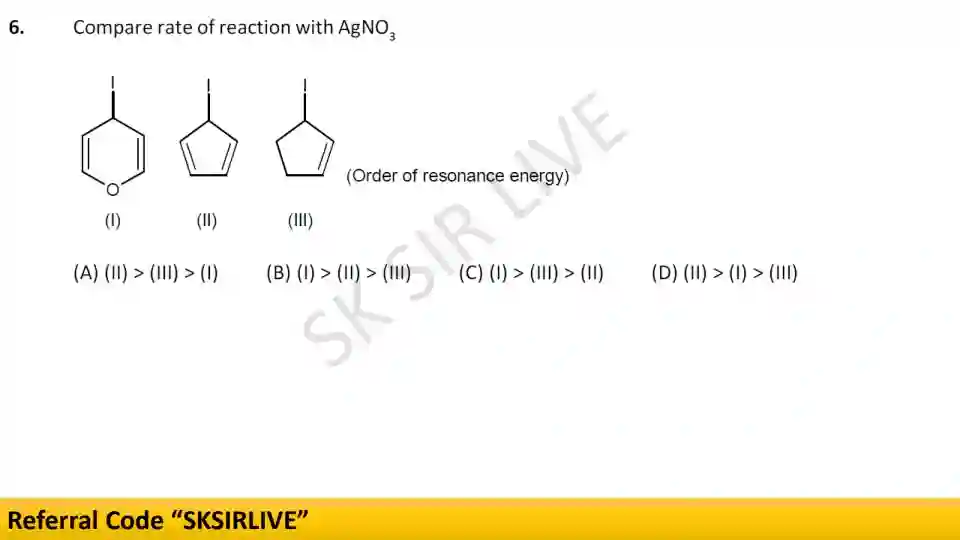 6. Compare rate of reaction with AgNO₃
I I I
O
(Order of resonance energy)
(I) (II) (III)
(A) (II) > (III) > (I) (B) (I) > (II) > (III) (C) (I) > (III) > (II) (D) (II) > (I) > (III)
SK SIR LIVE
Referral Code “SKSIRLIVE”